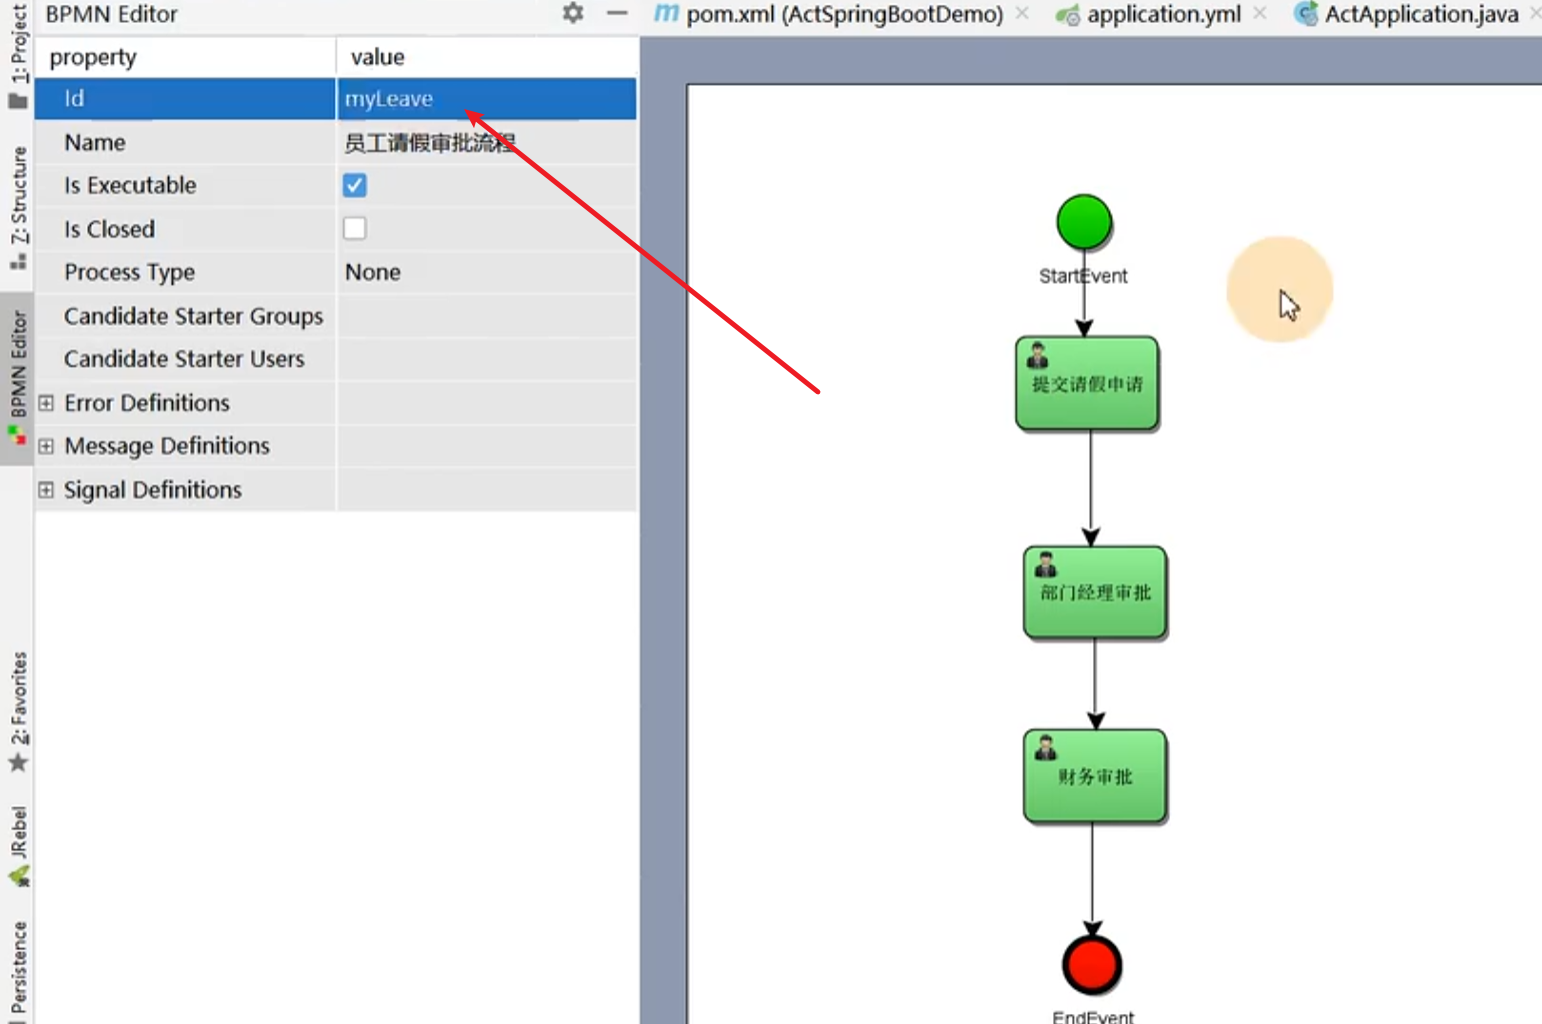 BPMN Editor
pom.xml (ActSpringBootDemo)
application.yml
ActApplication.java
1: Project
Z: Structure
BPMN Editor
2: Favorites
JRebel
Persistence
property value
Id myLeave
Name 员工请假审批流程
Is Executable
Is Closed
Process Type None
Candidate Starter Groups
Candidate Starter Users
Error Definitions
Message Definitions
Signal Definitions
StartEvent
提交请假申请
部门经理审批
财务审批
EndEvent